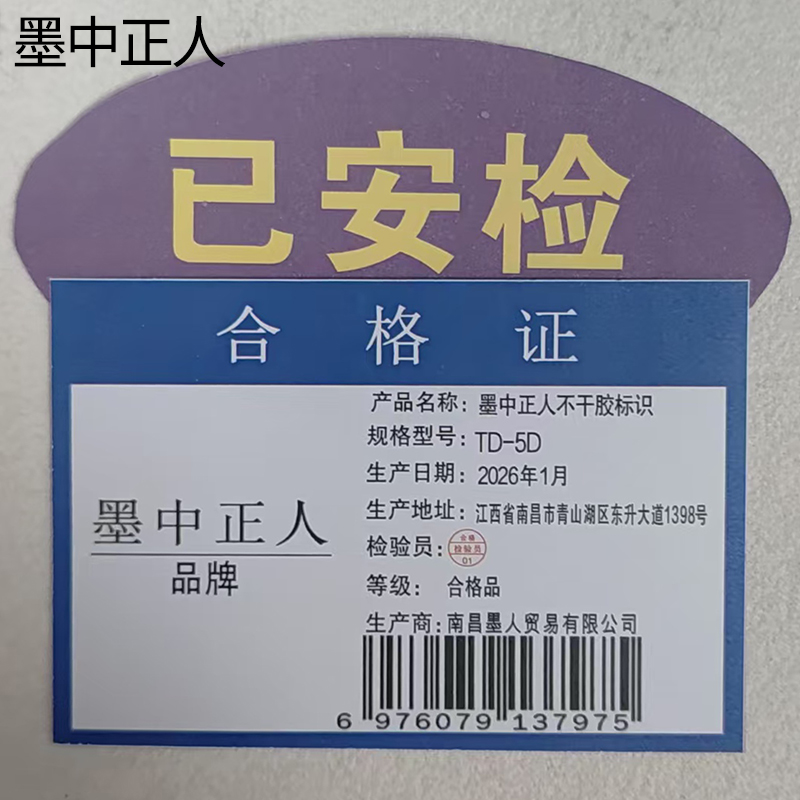 墨中正人
已安检
合格证
产品名称：墨中正人不干胶标识
规格型号：TD-5D
生产日期：2026年1月
生产地址：江西省南昌市青山湖区东升大道1398号
检验员：合格 检验员 01
等级：合格品
生产商：南昌墨人贸易有限公司
墨中正人
品牌
6 976079 137975